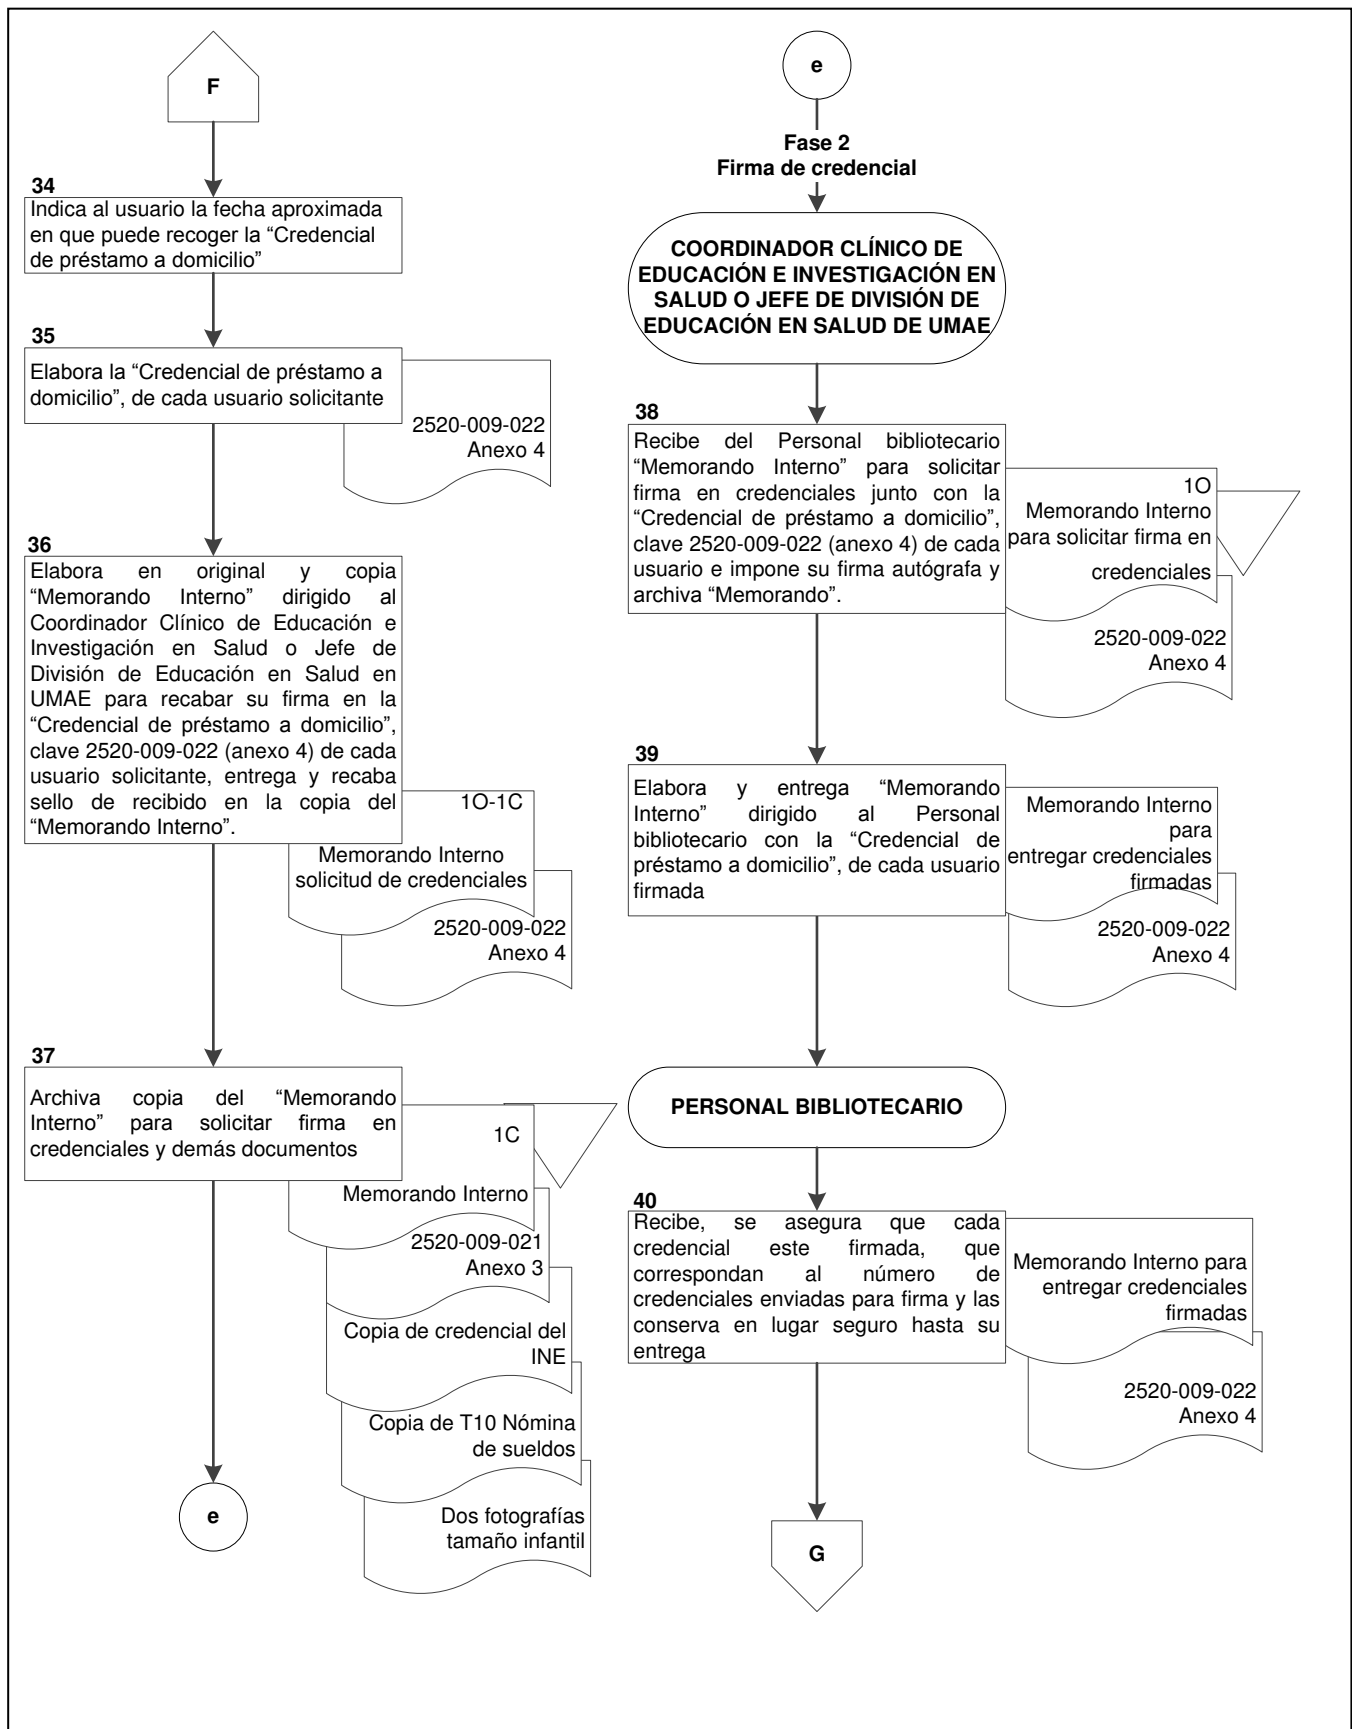 F
34
Indica al usuario la fecha aproximada
en que puede recoger la “Credencial
de préstamo a domicilio”
35
Elabora la “Credencial de préstamo a
domicilio”, de cada usuario solicitante
2520-009-022
Anexo 4
36
Elabora en original y copia
“Memorando Interno” dirigido al
Coordinador Clínico de Educación e
Investigación en Salud o Jefe de
División de Educación en Salud en
UMAE para recabar su firma en la
“Credencial de préstamo a domicilio”,
clave 2520-009-022 (anexo 4) de cada
usuario solicitante, entrega y recaba
sello de recibido en la copia del
“Memorando Interno”.
1O-1C
Memorando Interno
solicitud de credenciales
2520-009-022
Anexo 4
37
Archiva copia del “Memorando
Interno” para solicitar firma en
credenciales y demás documentos
1C
Memorando Interno
2520-009-021
Anexo 3
Copia de credencial del
INE
Copia de T10 Nómina
de sueldos
Dos fotografías
tamaño infantil
e
e
Fase 2
Firma de credencial
COORDINADOR CLÍNICO DE
EDUCACIÓN E INVESTIGACIÓN EN
SALUD O JEFE DE DIVISIÓN DE
EDUCACIÓN EN SALUD DE UMAE
38
Recibe del Personal bibliotecario
“Memorando Interno” para solicitar
firma en credenciales junto con la
“Credencial de préstamo a domicilio”,
clave 2520-009-022 (anexo 4) de cada
usuario e impone su firma autógrafa y
archiva “Memorando”.
1O
Memorando Interno
para solicitar firma en
credenciales
2520-009-022
Anexo 4
39
Elabora y entrega “Memorando
Interno” dirigido al Personal
bibliotecario con la “Credencial de
préstamo a domicilio”, de cada usuario
firmada
Memorando Interno
para
entregar credenciales
firmadas
2520-009-022
Anexo 4
PERSONAL BIBLIOTECARIO
40
Recibe, se asegura que cada
credencial este firmada, que
correspondan al número de
credenciales enviadas para firma y las
conserva en lugar seguro hasta su
entrega
Memorando Interno para
entregar credenciales
firmadas
2520-009-022
Anexo 4
G